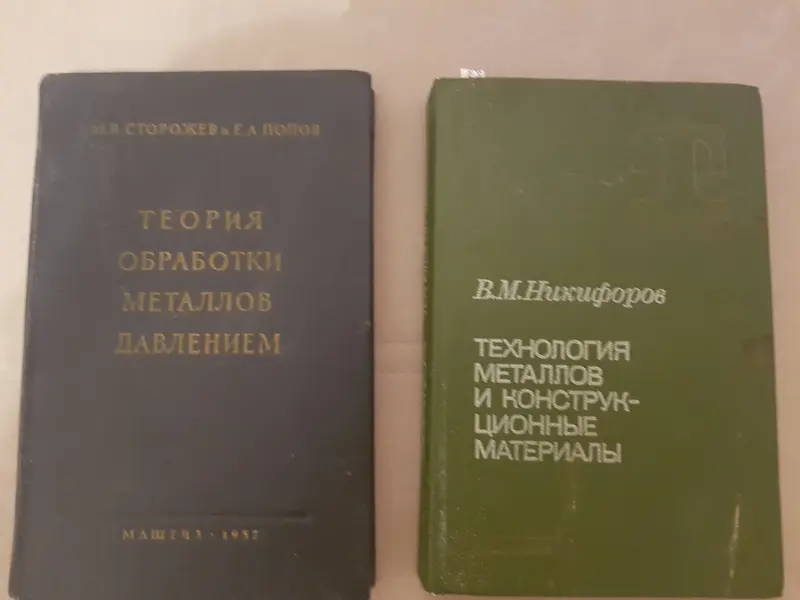 М.В. СТОРОЖЕВ и Е.А ПОПОВ
ТЕОРИЯ
ОБРАБОТКИ
МЕТАЛЛОВ
ДАВЛЕНИЕМ
МАШГИЗ · 1957
В.М.Никифоров
ТЕХНОЛОГИЯ
МЕТАЛЛОВ
И КОНСТРУК-
ЦИОННЫЕ
МАТЕРИАЛЫ